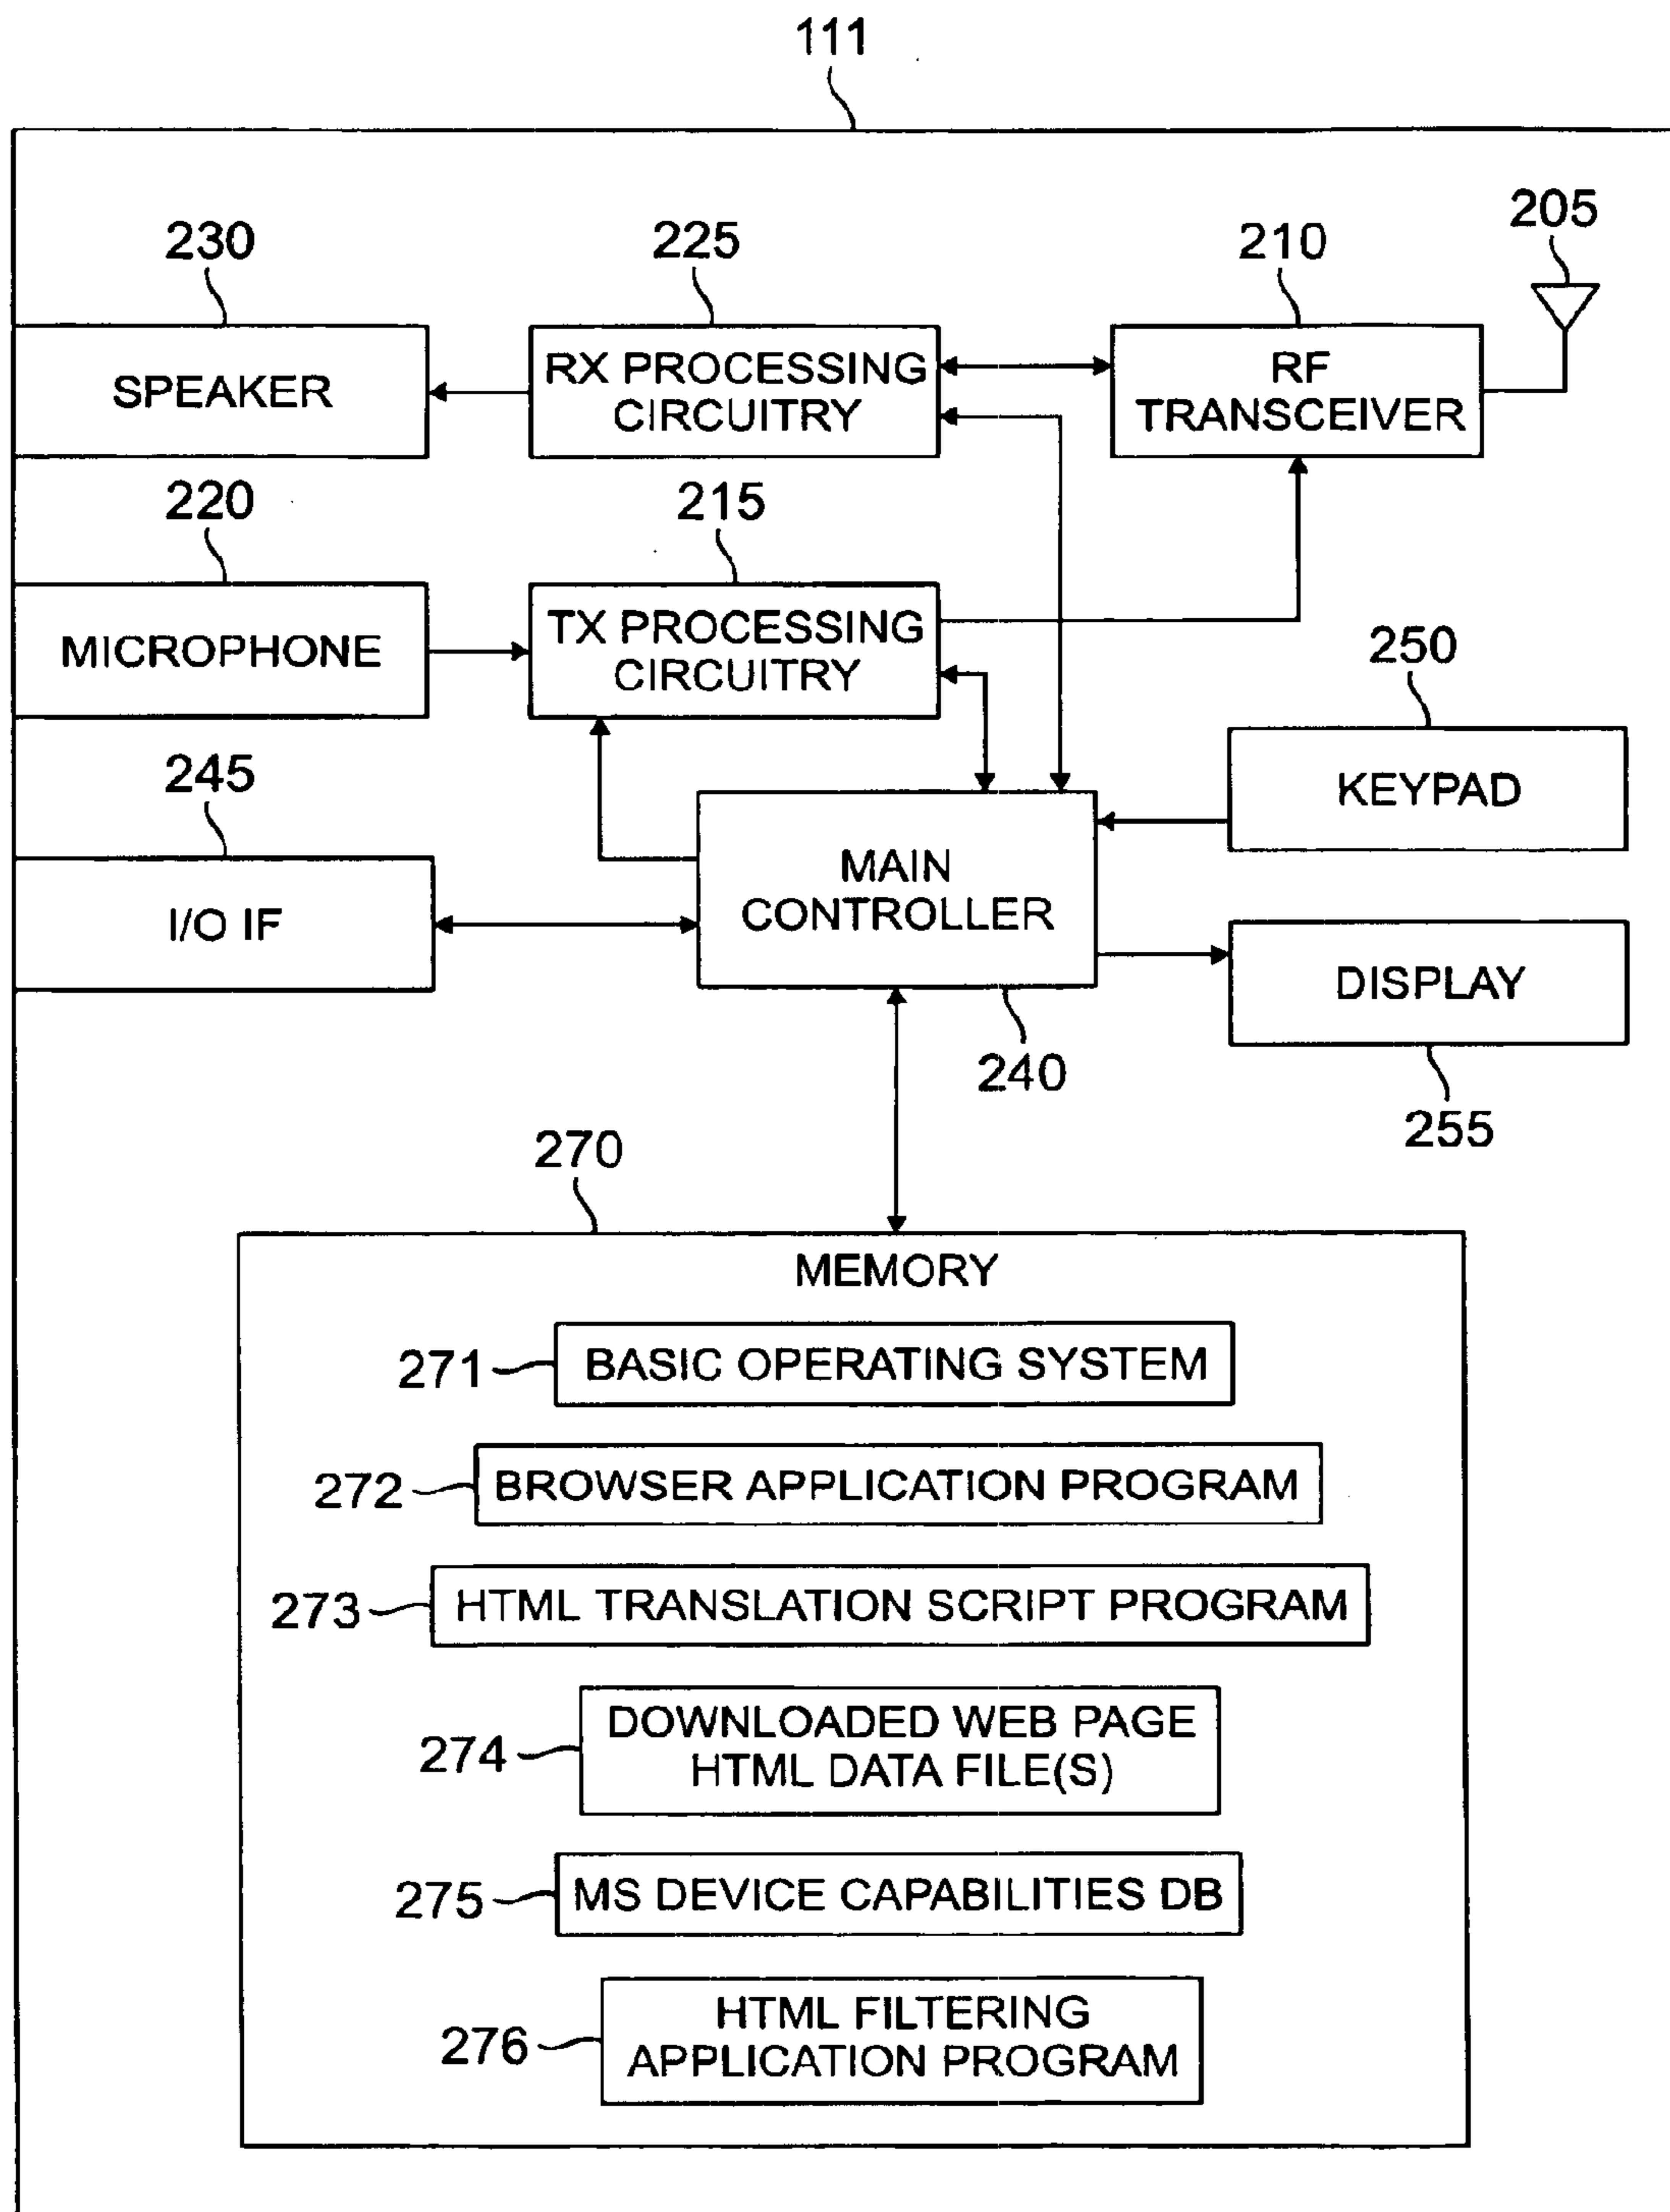 111
205
230
225
210
SPEAKER
RX PROCESSING
CIRCUITRY
RF
TRANSCEIVER
220
215
MICROPHONE
TX PROCESSING
CIRCUITRY
250
KEYPAD
245
I/O IF
MAIN
CONTROLLER
DISPLAY
240
255
270
MEMORY
271
BASIC OPERATING SYSTEM
272
BROWSER APPLICATION PROGRAM
273
HTML TRANSLATION SCRIPT PROGRAM
274
DOWNLOADED WEB PAGE
HTML DATA FILE(S)
275
MS DEVICE CAPABILITIES DB
276
HTML FILTERING
APPLICATION PROGRAM